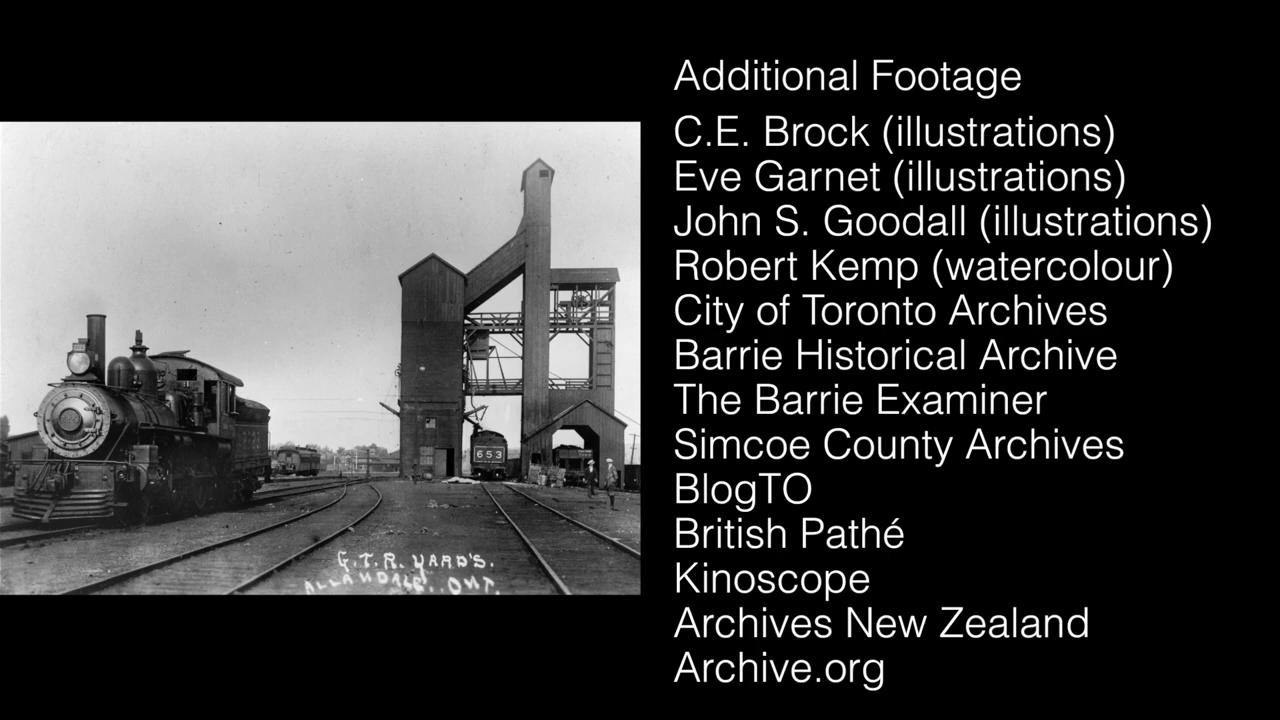 Additional Footage
C.E. Brock (illustrations)
Eve Garnet (illustrations)
John S. Goodall (illustrations)
Robert Kemp (watercolour)
City of Toronto Archives
Barrie Historical Archive
The Barrie Examiner
Simcoe County Archives
BlogTO
British Pathé
Kinoscope
Archives New Zealand
Archive.org
653
G.T.R. YARD'S.
ALLANDALE. ONT.